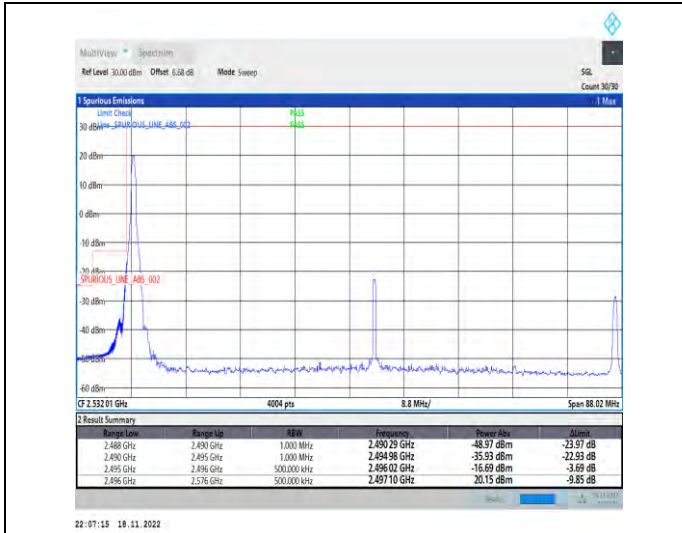 MultiView Spectrum
Ref Level 30.00 dBm Offset 6.68 dB Mode Sweep SGL
Count 30/30
1 Spurious Emissions 1 Max
Limit Check PASS
30 dBm Line _SPURIOUS_LINE_ABS_002 PASS
20 dBm
10 dBm
0 dBm
-10 dBm
-20 dBm
_SPURIOUS_LINE_ABS_002
-30 dBm
-40 dBm
-50 dBm
-60 dBm
CF 2.532 01 GHz 4004 pts 8.8 MHz/ Span 88.02 MHz
2 Result Summary
Range Low Range Up RBW Frequency Power Abs ΔLimit
2.488 GHz 2.490 GHz 1.000 MHz 2.490 29 GHz -48.97 dBm -23.97 dB
2.490 GHz 2.495 GHz 1.000 MHz 2.494 98 GHz -35.93 dBm -22.93 dB
2.495 GHz 2.496 GHz 500.000 kHz 2.496 02 GHz -16.69 dBm -3.69 dB
2.496 GHz 2.576 GHz 500.000 kHz 2.497 10 GHz 20.15 dBm -9.85 dB
22:07:15 18.11.2022